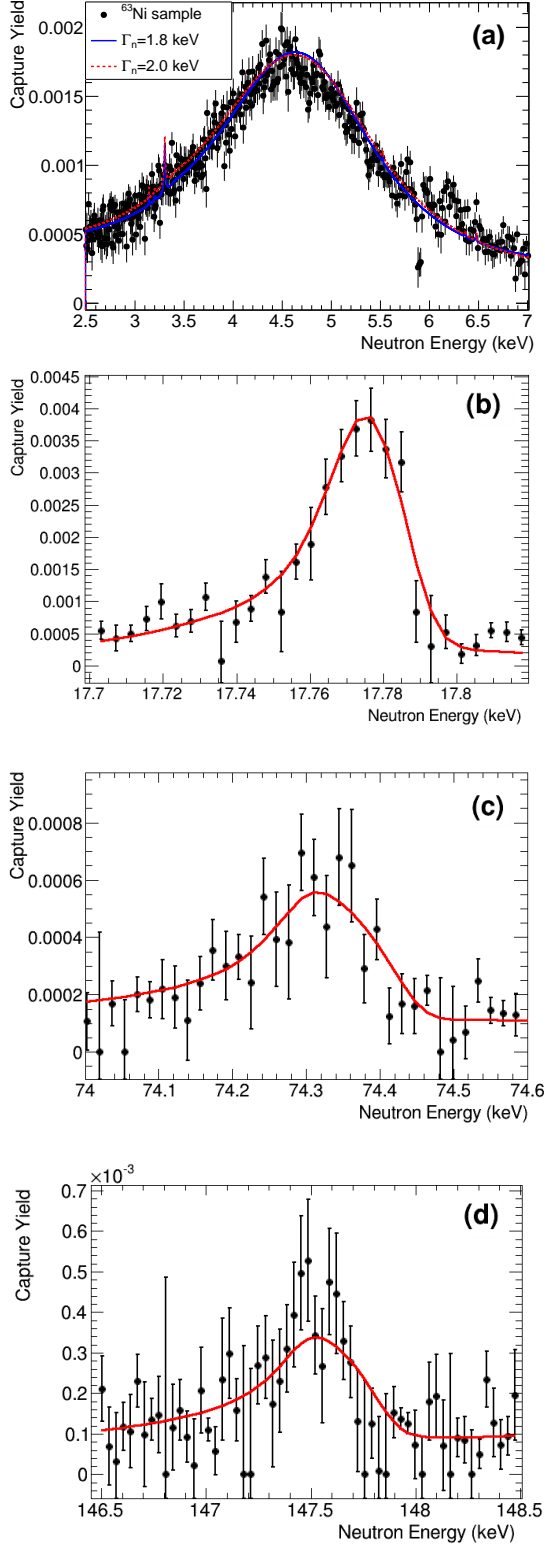 Capture Yield
⁶³Ni sample
Γn=1.8 keV
Γn=2.0 keV
(a)
0.002
0.0015
0.001
0.0005
0
2.5 3 3.5 4 4.5 5 5.5 6 6.5 7
Neutron Energy (keV)
Capture Yield
(b)
0.0045
0.004
0.0035
0.003
0.0025
0.002
0.0015
0.001
0.0005
0
17.7 17.72 17.74 17.76 17.78 17.8
Neutron Energy (keV)
Capture Yield
(c)
0.0008
0.0006
0.0004
0.0002
0
74 74.1 74.2 74.3 74.4 74.5 74.6
Neutron Energy (keV)
×10⁻³
Capture Yield
(d)
0.7
0.6
0.5
0.4
0.3
0.2
0.1
0
146.5 147 147.5 148 148.5
Neutron Energy (keV)